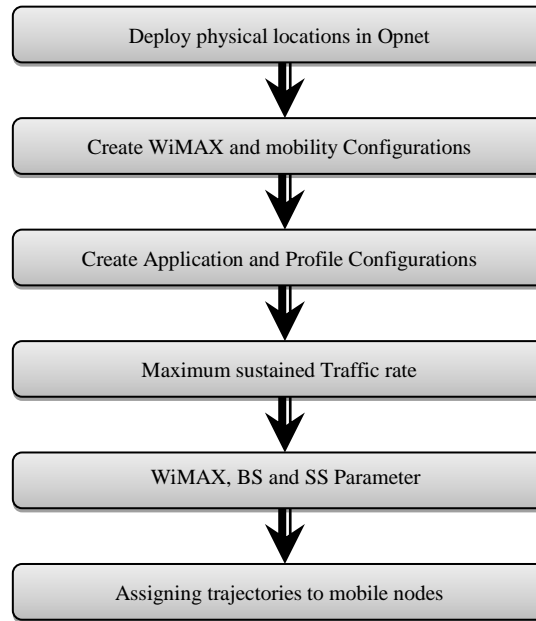 Deploy physical locations in Opnet
Create WiMAX and mobility Configurations
Create Application and Profile Configurations
Maximum sustained Traffic rate
WiMAX, BS and SS Parameter
Assigning trajectories to mobile nodes